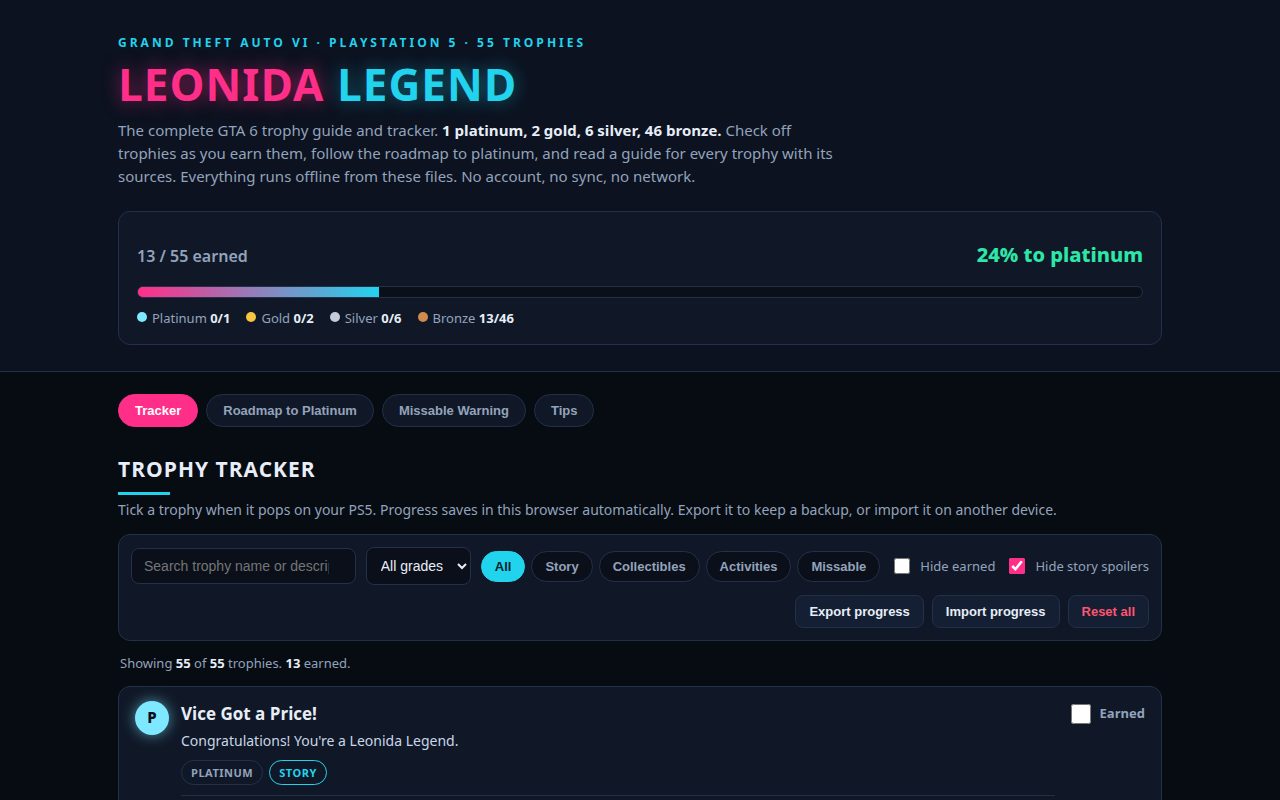 GRAND THEFT AUTO VI · PLAYSTATION 5 · 55 TROPHIES
LEONIDA LEGEND
The complete GTA 6 trophy guide and tracker. 1 platinum, 2 gold, 6 silver, 46 bronze. Check off
trophies as you earn them, follow the roadmap to platinum, and read a guide for every trophy with its
sources. Everything runs offline from these files. No account, no sync, no network.
13 / 55 earned
24% to platinum
Platinum 0/1 Gold 0/2 Silver 0/6 Bronze 13/46
Tracker Roadmap to Platinum Missable Warning Tips
TROPHY TRACKER
Tick a trophy when it pops on your PS5. Progress saves in this browser automatically. Export it to keep a backup, or import it on another device.
Search trophy name or descri All grades All Story Collectibles Activities Missable Hide earned Hide story spoilers
Export progress Import progress Reset all
Showing 55 of 55 trophies. 13 earned.
P Vice Got a Price! Earned
Congratulations! You're a Leonida Legend.
PLATINUM STORY